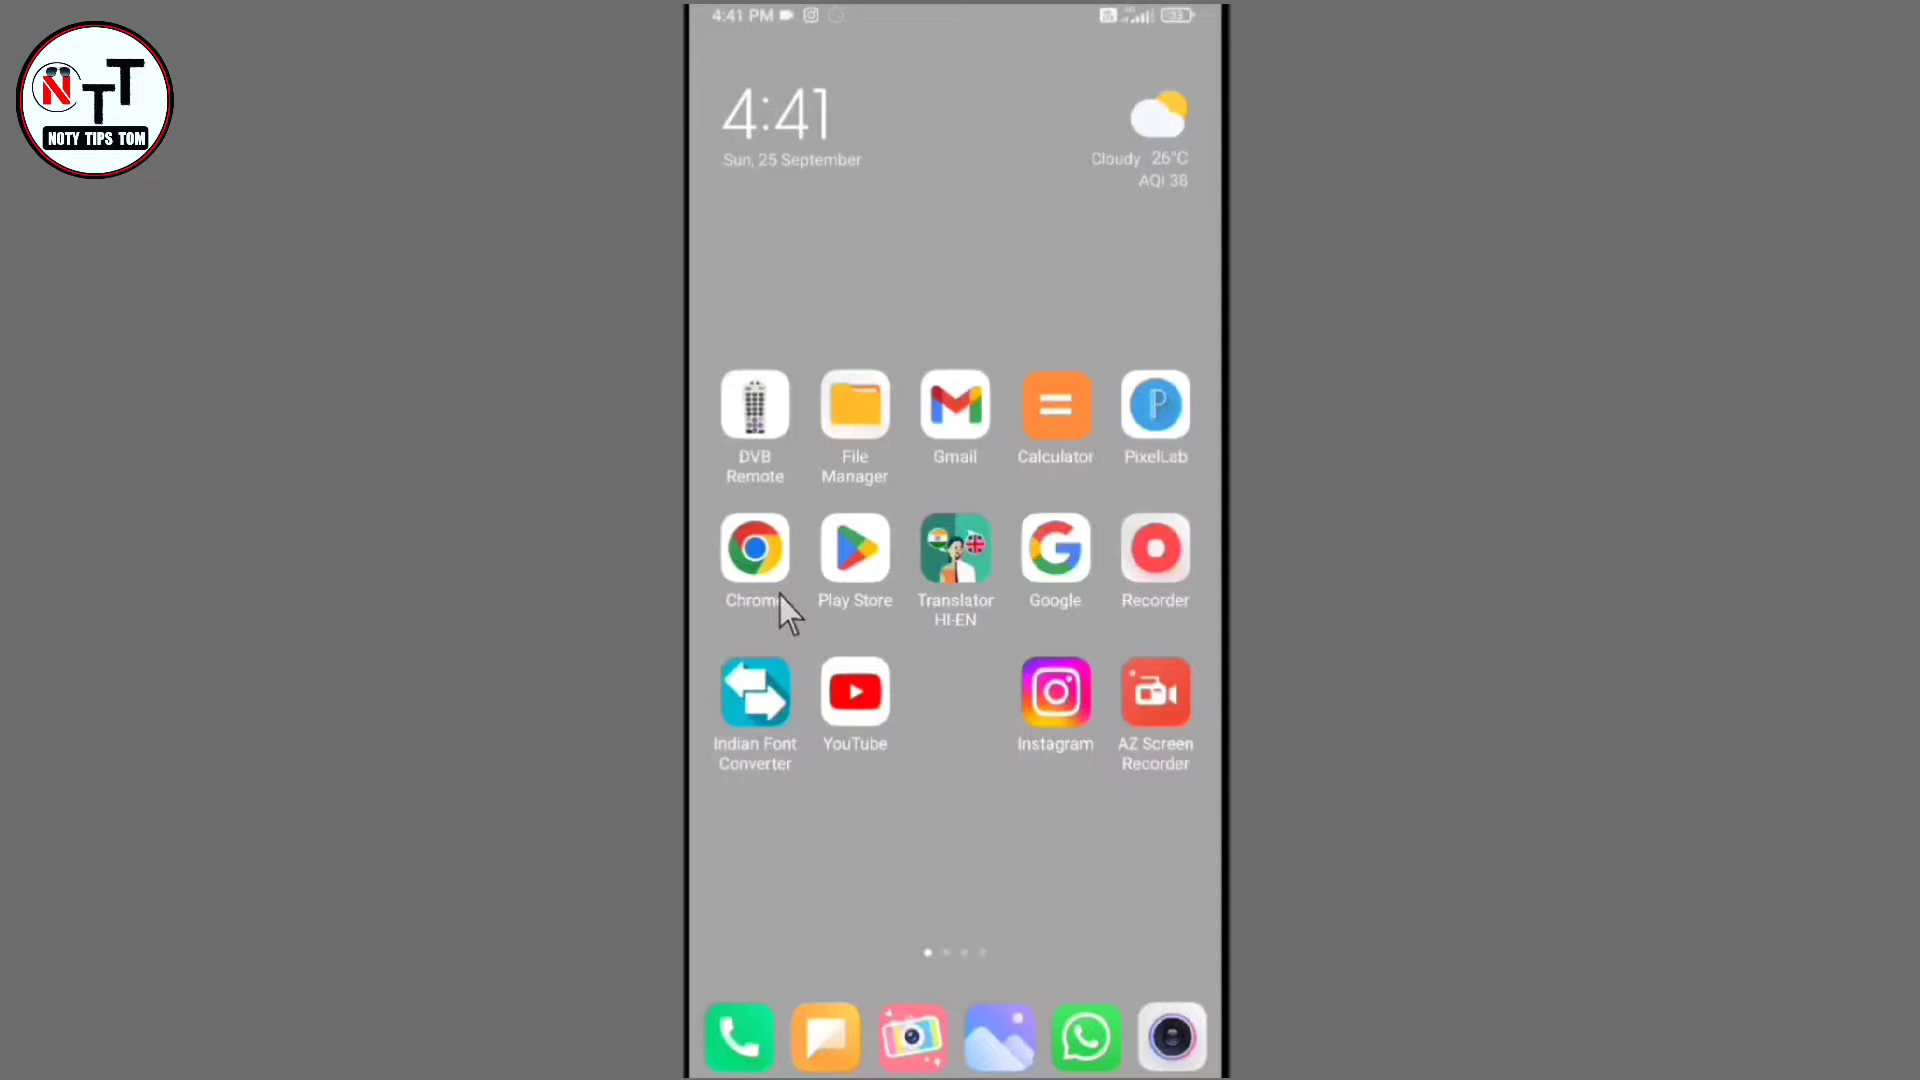 4:41 PM
33
N T T
NOTY TIPS TOM
4:41
Sun, 25 September
Cloudy 26°C
AQI 38
DVB
Remote
File
Manager
Gmail
Calculator
PixelLab
Chrome
Play Store
Translator
HI-EN
Google
Recorder
Indian Font
Converter
YouTube
Instagram
AZ Screen
Recorder